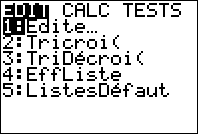 EDIT CALC TESTS
1:Edite…
2:Tricroi(
3:TriDécroi(
4:EffListe
5:ListesDéfaut